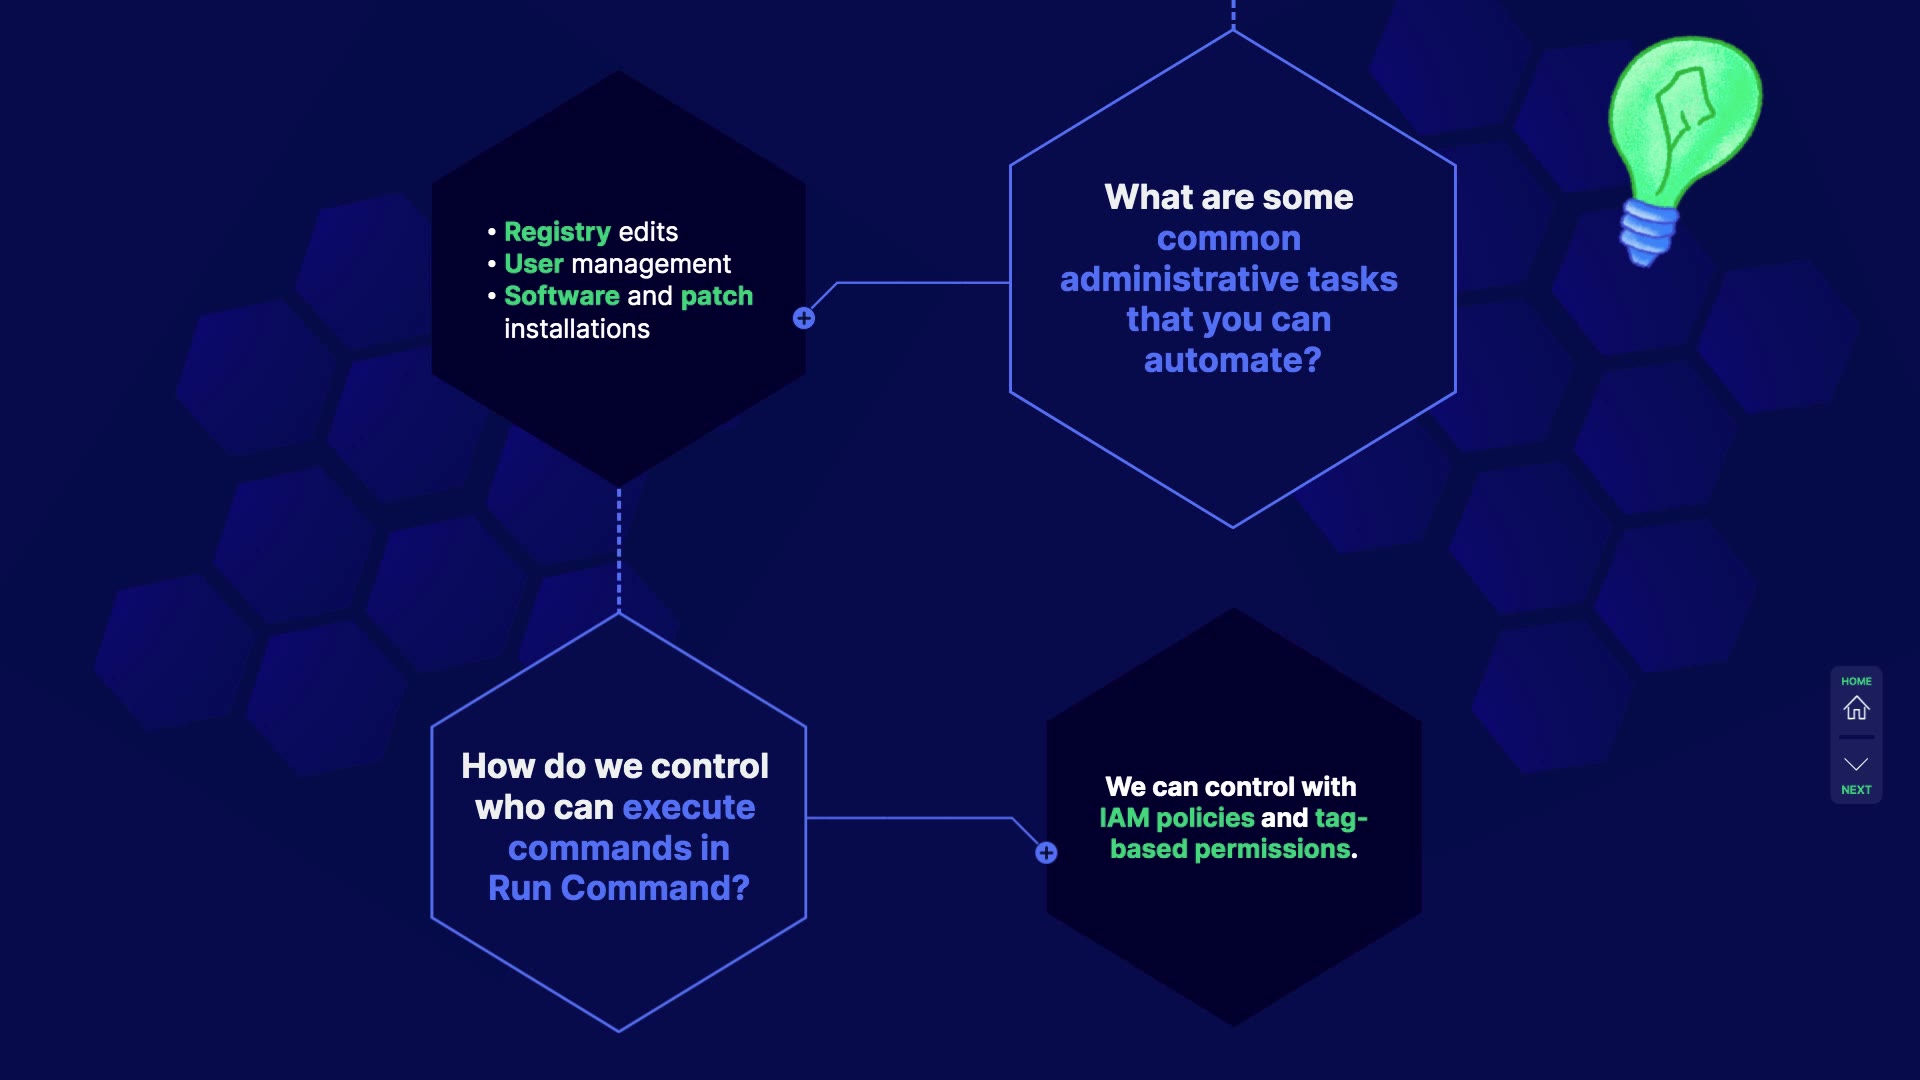 What are some
common
administrative tasks
that you can
automate?
• Registry edits
• User management
• Software and patch
installations
How do we control
who can execute
commands in
Run Command?
We can control with
IAM policies and tag-
based permissions.
HOME
NEXT